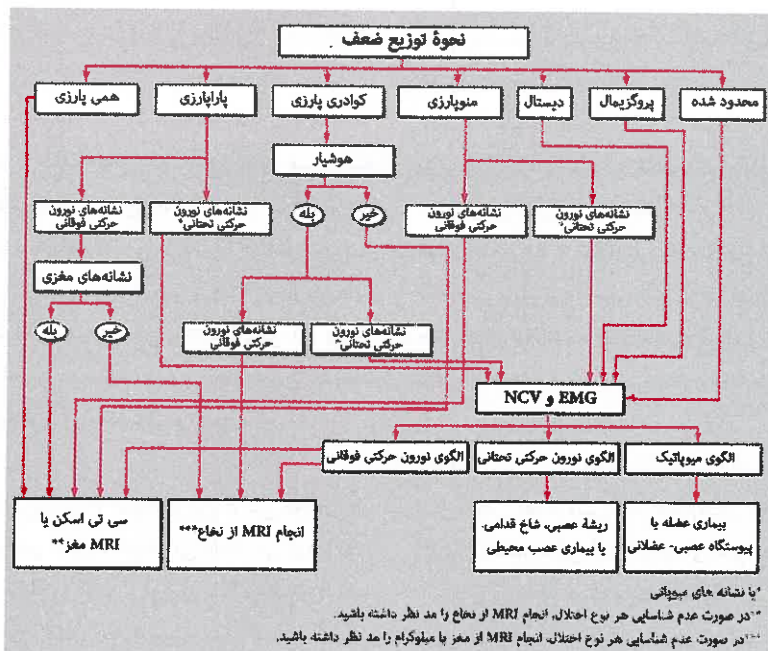 نحوهٔ توزیع ضعف
همی پارزی
پاراپارزی
کوادری پارزی
منوپارزی
دیستال
پروگزیمال
محدود شده
هوشیار
بله
خیر
نشانه‌های نورون
حرکتی فوقانی
نشانه‌های نورون
حرکتی تحتانی*
نشانه‌های نورون
حرکتی فوقانی
نشانه‌های نورون
حرکتی تحتانی*
نشانه‌های مغزی
بله
خیر
نشانه‌های نورون
حرکتی فوقانی
نشانه‌های نورون
حرکتی تحتانی*
EMG و NCV
الگوی نورون حرکتی فوقانی
الگوی نورون حرکتی تحتانی
الگوی میوپاتیک
سی تی اسکن یا
MRI مغز**
انجام MRI از نخاع***
ریشهٔ عصبی، شاخ قدامی،
یا بیماری عصب محیطی
بیماری عضله یا
پیوستگاه عصبی- عضلانی
*یا نشانه های میوپاتی
**در صورت عدم شناسایی هر نوع اختلال، انجام MRI از نخاع را مد نظر داشته باشید.
***در صورت عدم شناسایی هر نوع اختلال، انجام MRI از مغز یا میلوگرام را مد نظر داشته باشید.